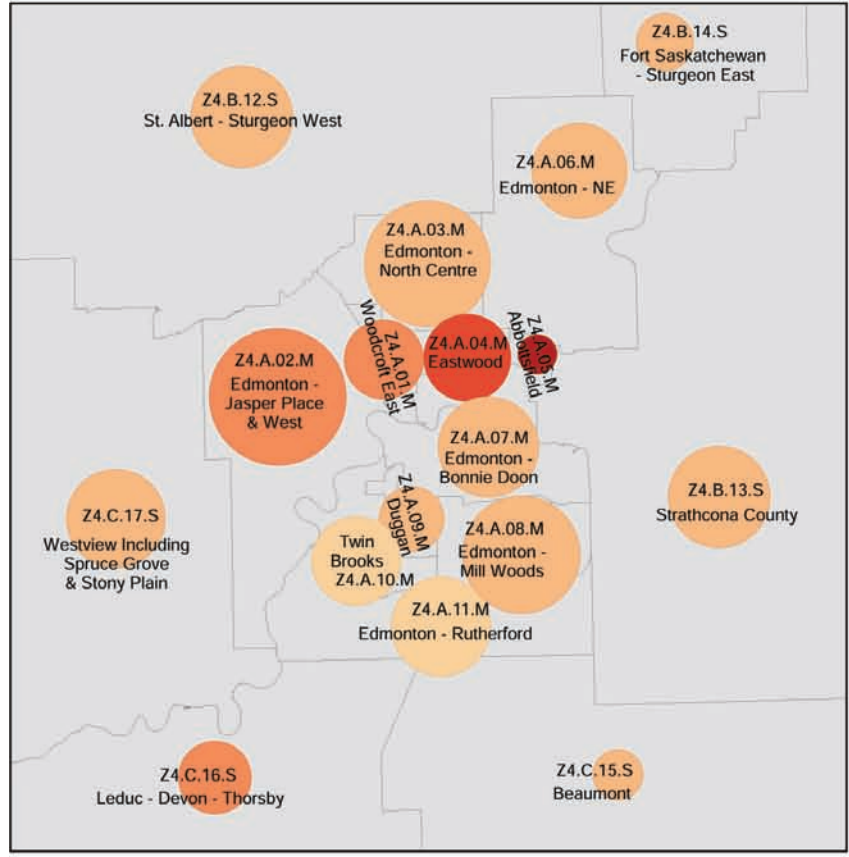 Z4.B.14.S
Fort Saskatchewan
- Sturgeon East
Z4.B.12.S
St. Albert - Sturgeon West
Z4.A.06.M
Edmonton - NE
Z4.A.03.M
Edmonton -
North Centre
Z4.A.01.M
Woodcroft East
Z4.A.04.M
Eastwood
Z4.A.05.M
Abbottsfield
Z4.A.02.M
Edmonton -
Jasper Place
& West
Z4.A.07.M
Edmonton -
Bonnie Doon
Z4.B.13.S
Strathcona County
Z4.C.17.S
Westview Including
Spruce Grove
& Stony Plain
Z4.A.09.M
Duggan
Z4.A.08.M
Edmonton -
Mill Woods
Twin
Brooks
Z4.A.10.M
Z4.A.11.M
Edmonton - Rutherford
Z4.C.16.S
Leduc - Devon - Thorsby
Z4.C.15.S
Beaumont